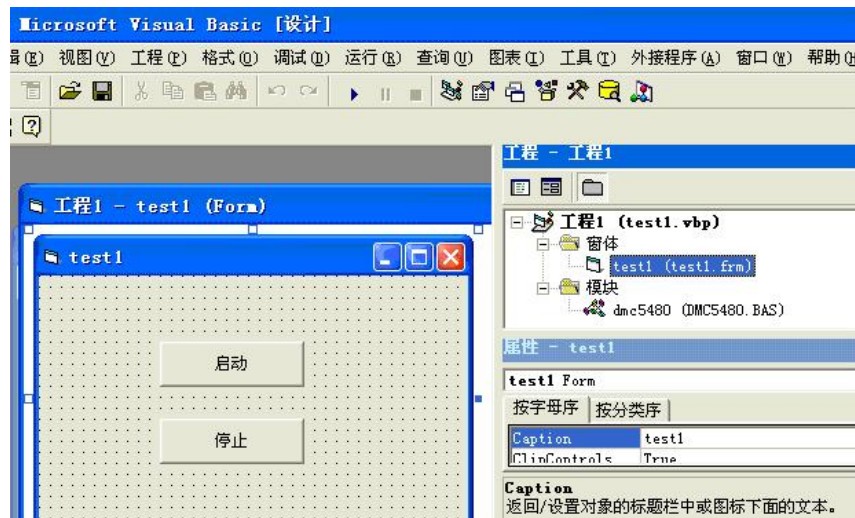 Microsoft Visual Basic [设计]
辑(E) 视图(V) 工程(P) 格式(O) 调试(D) 运行(R) 查询(U) 图表(I) 工具(T) 外接程序(A) 窗口(W) 帮助(H
工程 - 工程1
工程1 - test1 (Form)
test1
启动
停止
工程1 (test1.vbp)
窗体
test1 (test1.frm)
模块
dmc5480 (DMC5480.BAS)
属性 - test1
test1 Form
按字母序 按分类序
Caption test1
ClipControls True
Caption
返回/设置对象的标题栏中或图标下面的文本。